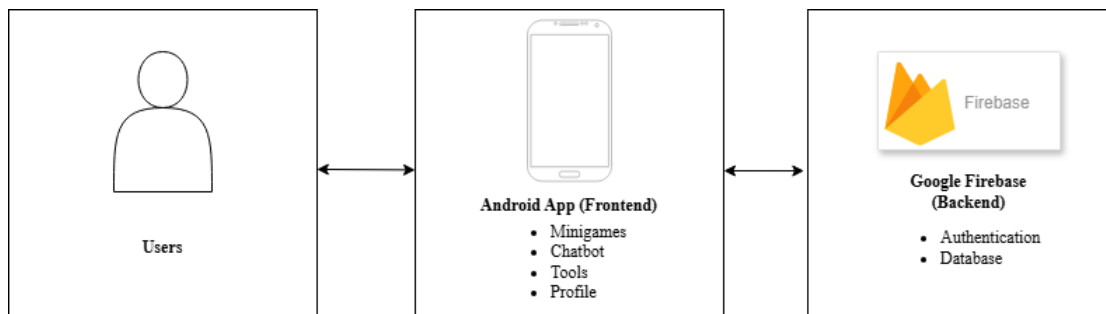 Users
Android App (Frontend)
• Minigames
• Chatbot
• Tools
• Profile
Firebase
Google Firebase
(Backend)
• Authentication
• Database